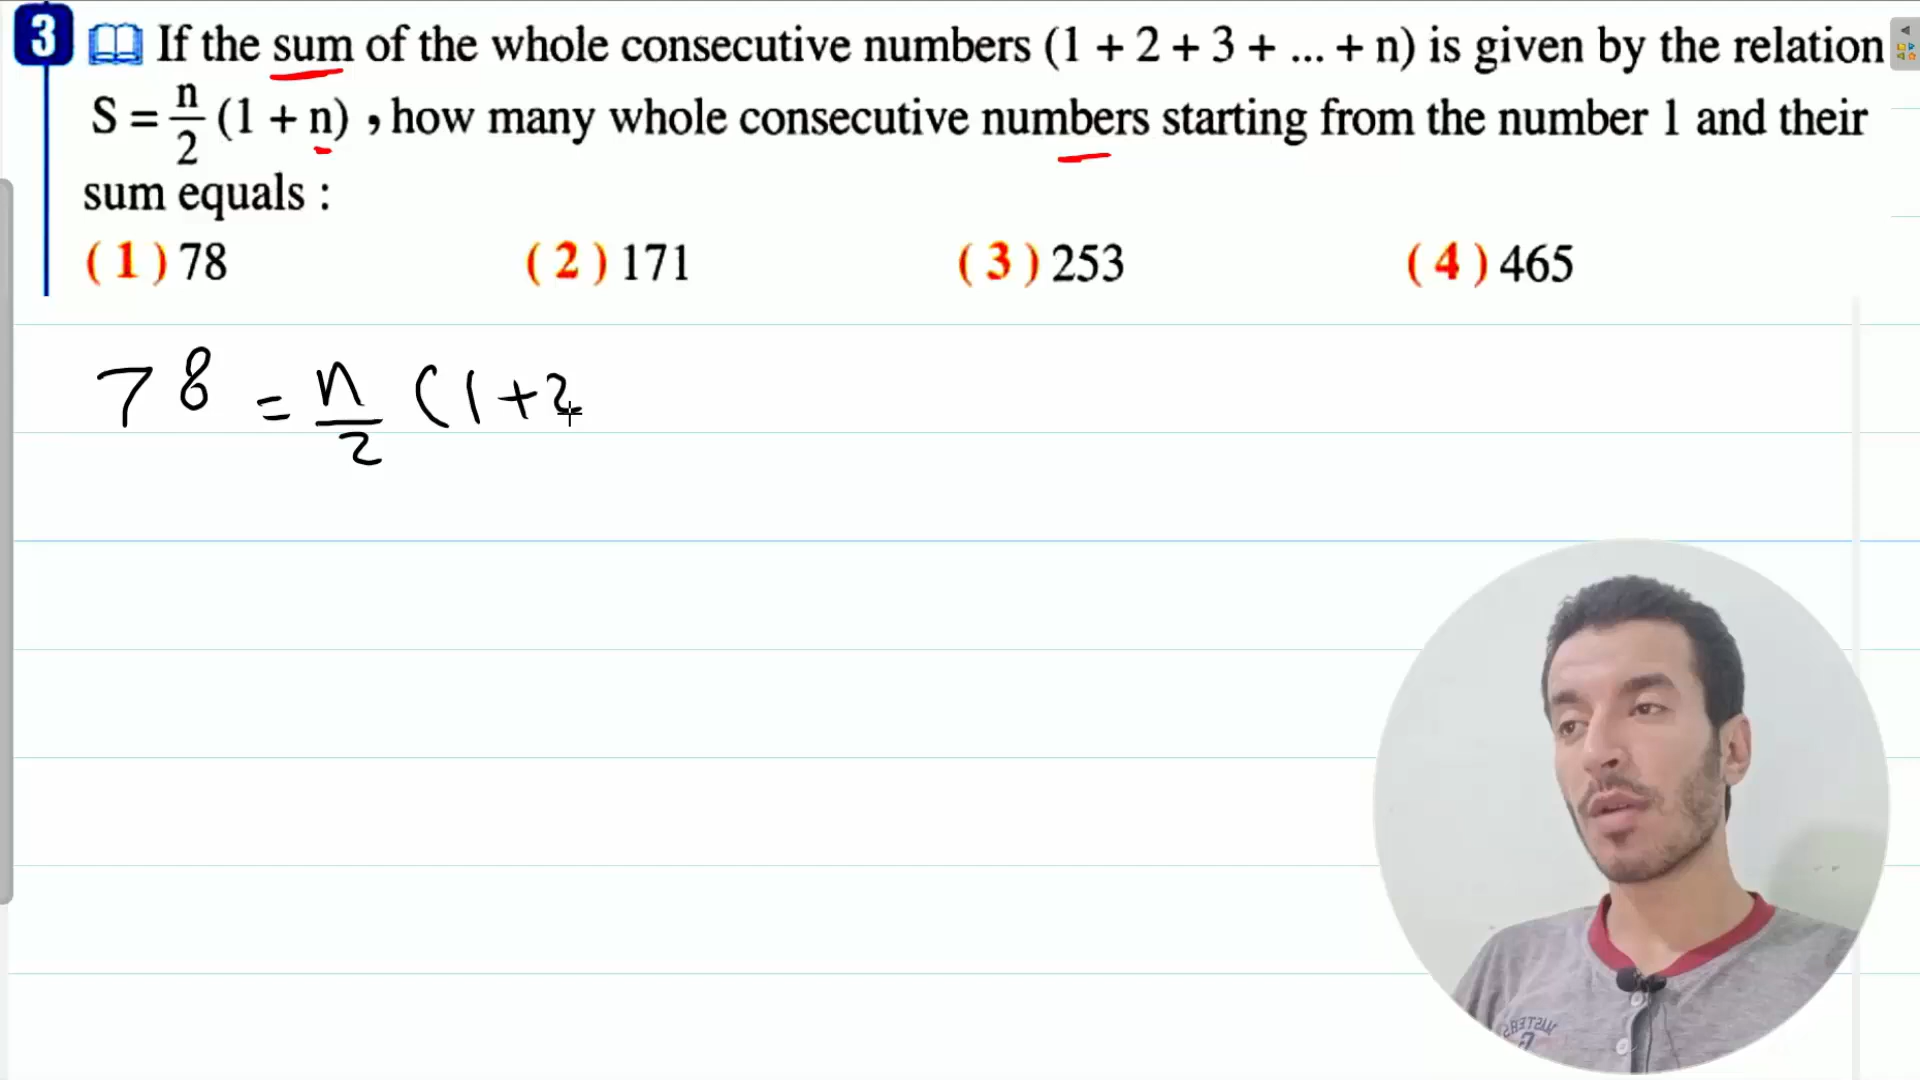 3 If the sum of the whole consecutive numbers (1 + 2 + 3 + ... + n) is given by the relation
S = n/2 (1 + n) , how many whole consecutive numbers starting from the number 1 and their
sum equals :
( 1 ) 78 ( 2 ) 171 ( 3 ) 253 ( 4 ) 465
78 = n/2 (1+2